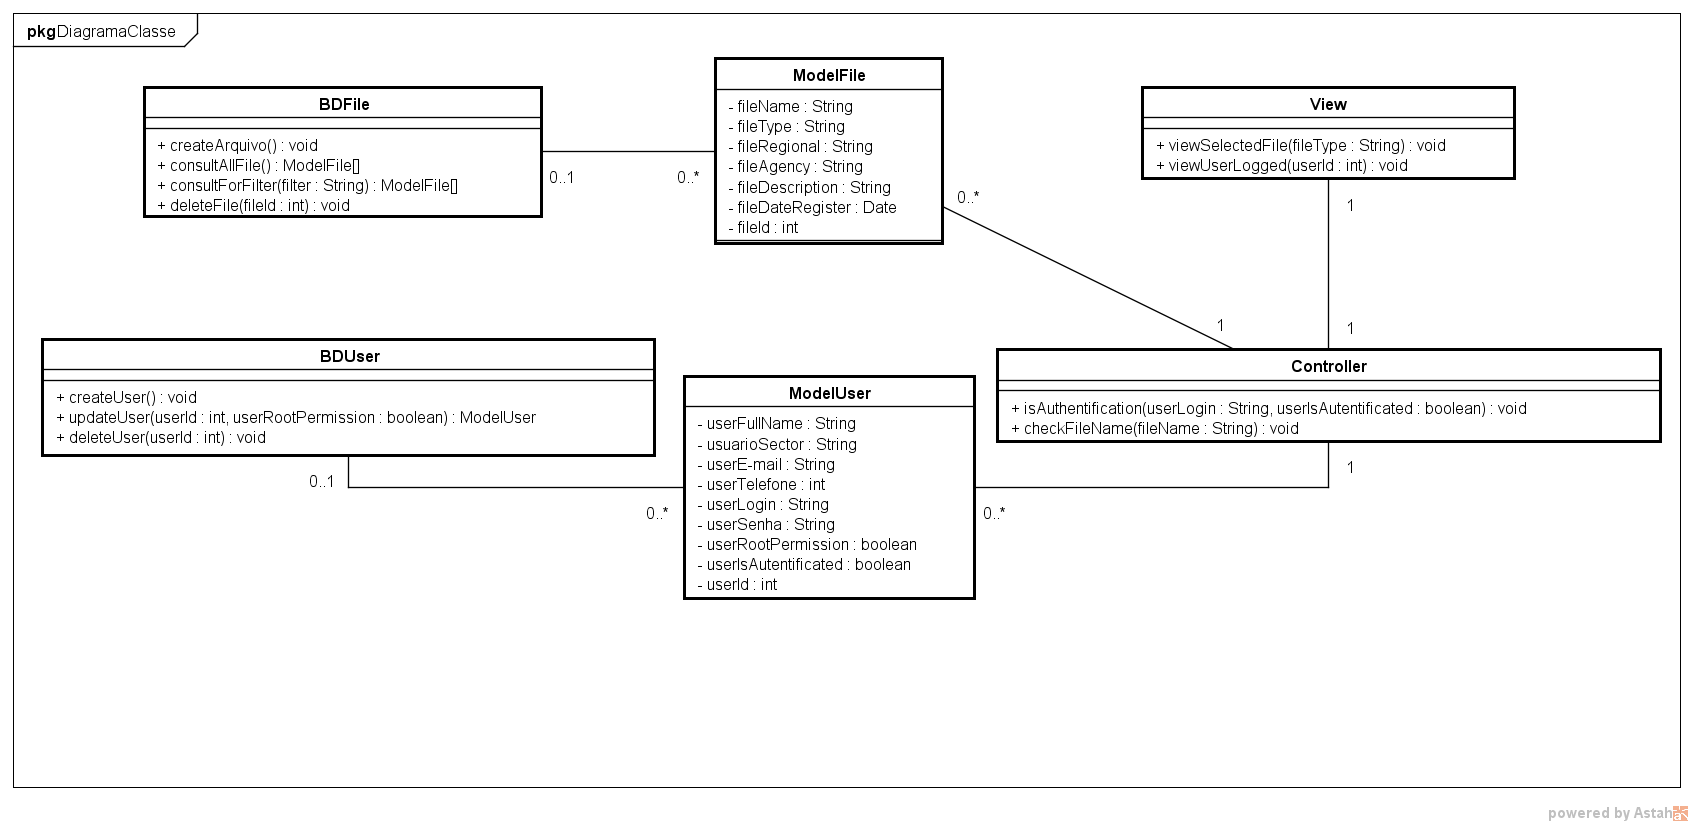 pkg DiagramaClasse
BDFile
+ createArquivo() : void
+ consultAllFile() : ModelFile[]
+ consultForFilter(filter : String) : ModelFile[]
+ deleteFile(fileId : int) : void
0..1
0..*
ModelFile
- fileName : String
- fileType : String
- fileRegional : String
- fileAgency : String
- fileDescription : String
- fileDateRegister : Date
- fileId : int
0..*
1
View
+ viewSelectedFile(fileType : String) : void
+ viewUserLogged(userId : int) : void
1
1
BDUser
+ createUser() : void
+ updateUser(userId : int, userRootPermission : boolean) : ModelUser
+ deleteUser(userId : int) : void
0..1
0..*
ModelUser
- userFullName : String
- usuarioSector : String
- userE-mail : String
- userTelefone : int
- userLogin : String
- userSenha : String
- userRootPermission : boolean
- userIsAutentificated : boolean
- userId : int
0..*
Controller
+ isAuthentification(userLogin : String, userIsAutentificated : boolean) : void
+ checkFileName(fileName : String) : void
1
powered by Astah